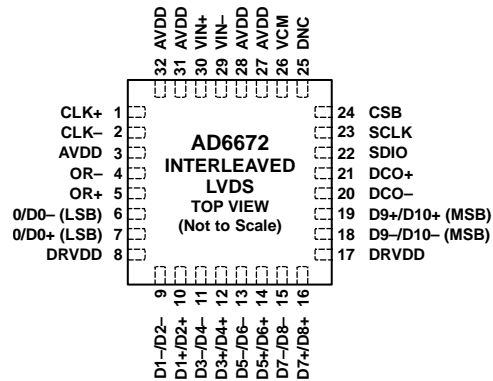 32 AVDD
31 AVDD
30 VIN+
29 VIN–
28 AVDD
27 AVDD
26 VCM
25 DNC
CLK+ 1
CLK– 2
AVDD 3
OR– 4
OR+ 5
0/D0– (LSB) 6
0/D0+ (LSB) 7
DRVDD 8
AD6672
INTERLEAVED
LVDS
TOP VIEW
(Not to Scale)
24 CSB
23 SCLK
22 SDIO
21 DCO+
20 DCO–
19 D9+/D10+ (MSB)
18 D9–/D10– (MSB)
17 DRVDD
D1–/D2– 9
D1+/D2+ 10
D3–/D4– 11
D3+/D4+ 12
D5–/D6– 13
D5+/D6+ 14
D7–/D8– 15
D7+/D8+ 16